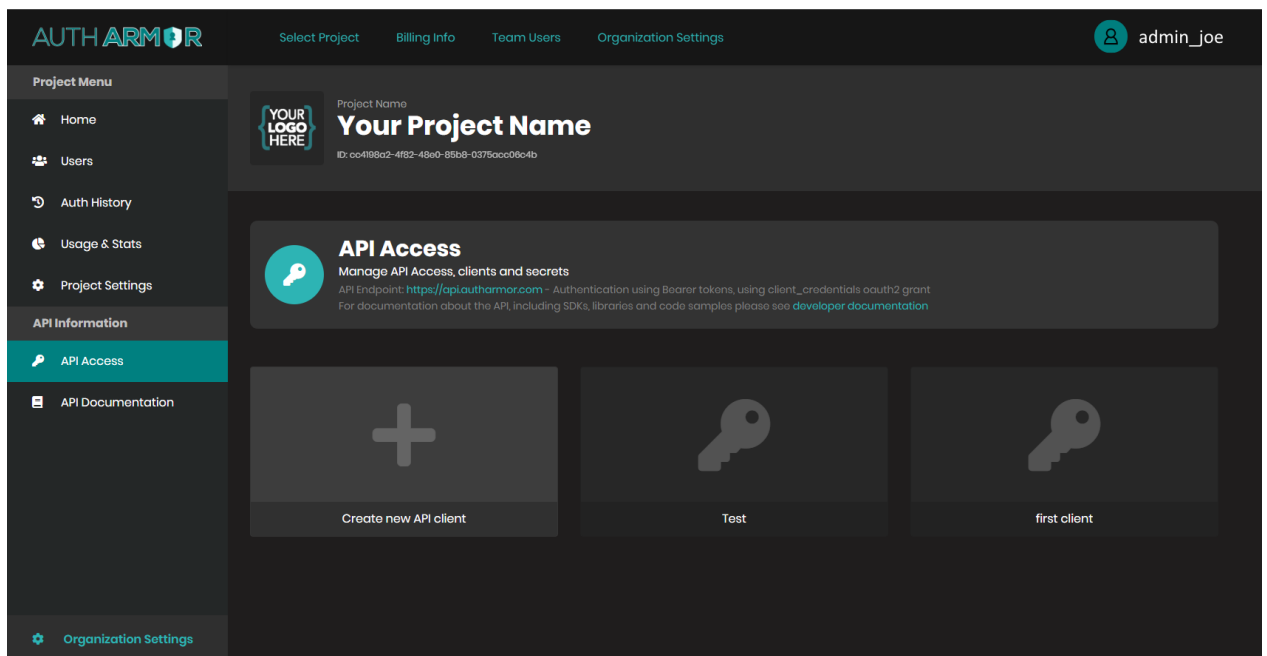 AUTH ARMOR
Select Project Billing Info Team Users Organization Settings
admin_joe
Project Menu
Home
Users
Auth History
Usage & Stats
Project Settings
API Information
API Access
API Documentation
Organization Settings
{YOUR LOGO HERE}
Project Name
Your Project Name
ID: cc4198a2-4f82-48e0-85b8-0375acc06c4b
API Access
Manage API Access, clients and secrets
API Endpoint: https://api.autharmor.com - Authentication using Bearer tokens, using client_credentials oauth2 grant
For documentation about the API, including SDKs, libraries and code samples please see developer documentation
Create new API client
Test
first client